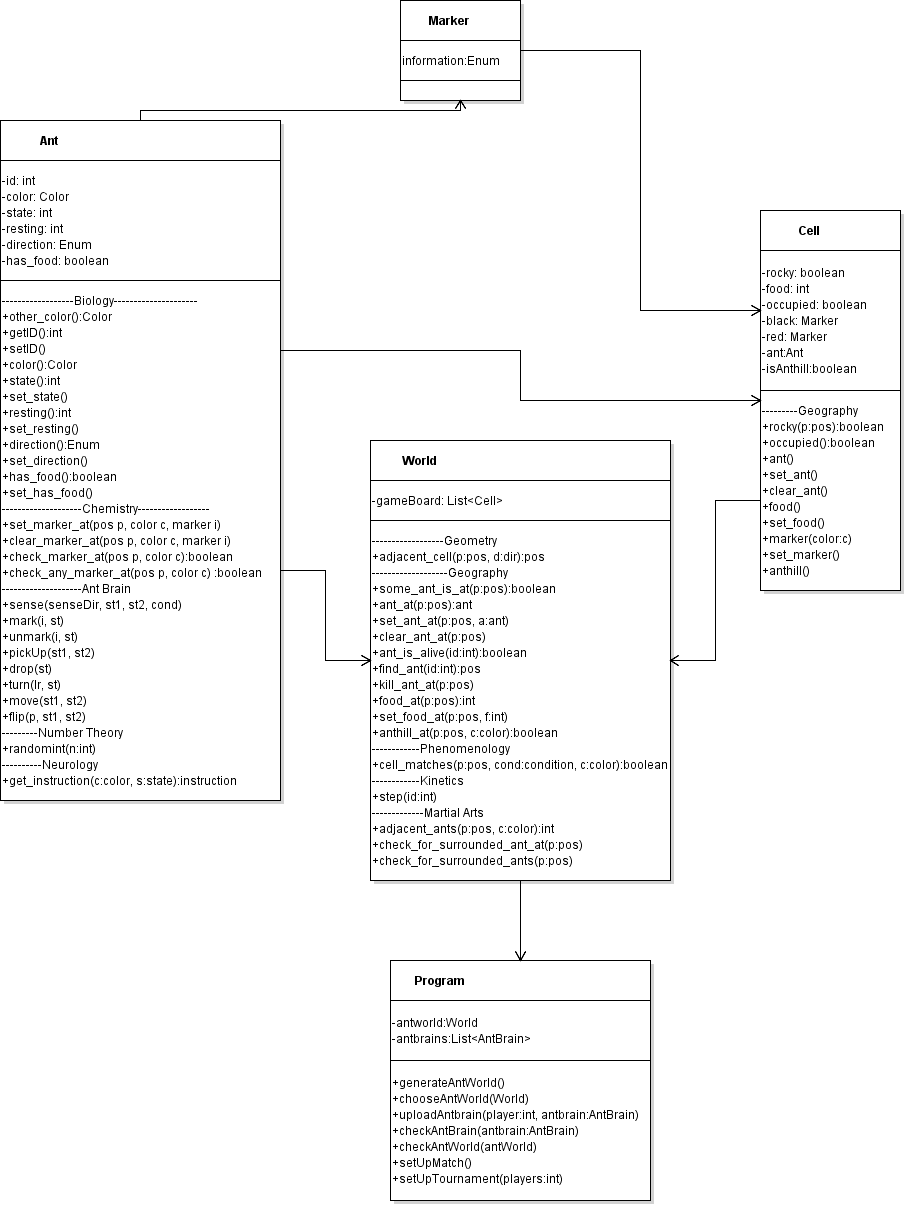 Marker
information:Enum
Ant
-id: int
-color: Color
-state: int
-resting: int
-direction: Enum
-has_food: boolean
------------------Biology---------------------
+other_color():Color
+getID():int
+setID()
+color():Color
+state():int
+set_state()
+resting():int
+set_resting()
+direction():Enum
+set_direction()
+has_food():boolean
+set_has_food()
--------------------Chemistry------------------
+set_marker_at(pos p, color c, marker i)
+clear_marker_at(pos p, color c, marker i)
+check_marker_at(pos p, color c):boolean
+check_any_marker_at(pos p, color c) :boolean
--------------------Ant Brain
+sense(senseDir, st1, st2, cond)
+mark(i, st)
+unmark(i, st)
+pickUp(st1, st2)
+drop(st)
+turn(lr, st)
+move(st1, st2)
+flip(p, st1, st2)
---------Number Theory
+randomint(n:int)
----------Neurology
+get_instruction(c:color, s:state):instruction
Cell
-rocky: boolean
-food: int
-occupied: boolean
-black: Marker
-red: Marker
-ant:Ant
-isAnthill:boolean
---------Geography
+rocky(p:pos):boolean
+occupied():boolean
+ant()
+set_ant()
+clear_ant()
+food()
+set_food()
+marker(color:c)
+set_marker()
+anthill()
World
-gameBoard: List<Cell>
------------------Geometry
+adjacent_cell(p:pos, d:dir):pos
-------------------Geography
+some_ant_is_at(p:pos):boolean
+ant_at(p:pos):ant
+set_ant_at(p:pos, a:ant)
+clear_ant_at(p:pos)
+ant_is_alive(id:int):boolean
+find_ant(id:int):pos
+kill_ant_at(p:pos)
+food_at(p:pos):int
+set_food_at(p:pos, f:int)
+anthill_at(p:pos, c:color):boolean
------------Phenomenology
+cell_matches(p:pos, cond:condition, c:color):boolean
------------Kinetics
+step(id:int)
-------------Martial Arts
+adjacent_ants(p:pos, c:color):int
+check_for_surrounded_ant_at(p:pos)
+check_for_surrounded_ants(p:pos)
Program
-antworld:World
-antbrains:List<AntBrain>
+generateAntWorld()
+chooseAntWorld(World)
+uploadAntbrain(player:int, antbrain:AntBrain)
+checkAntBrain(antbrain:AntBrain)
+checkAntWorld(antWorld)
+setUpMatch()
+setUpTournament(players:int)